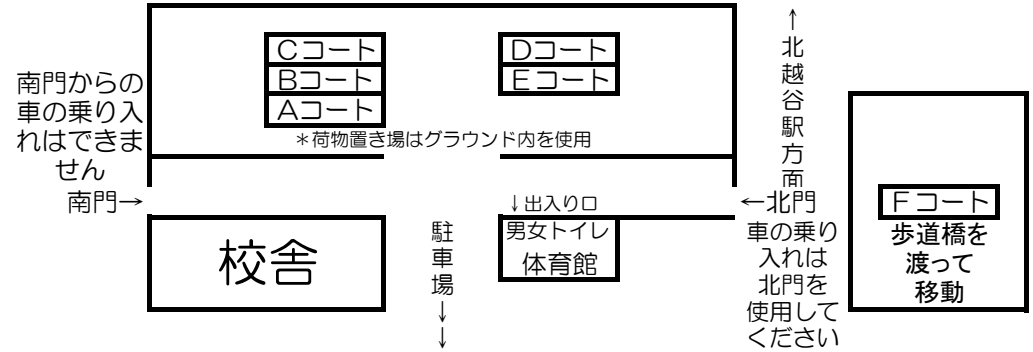 Cコート
Bコート
Aコート
Dコート
Eコート
*荷物置き場はグラウンド内を使用
南門からの
車の乗り入
れはできま
せん
南門→
↑北越谷駅方面
←北門
車の乗り
入れは
北門を
使用して
ください
↓出入り口
男女トイレ
体育館
校舎
駐車場↓↓
Fコート
歩道橋を
渡って
移動